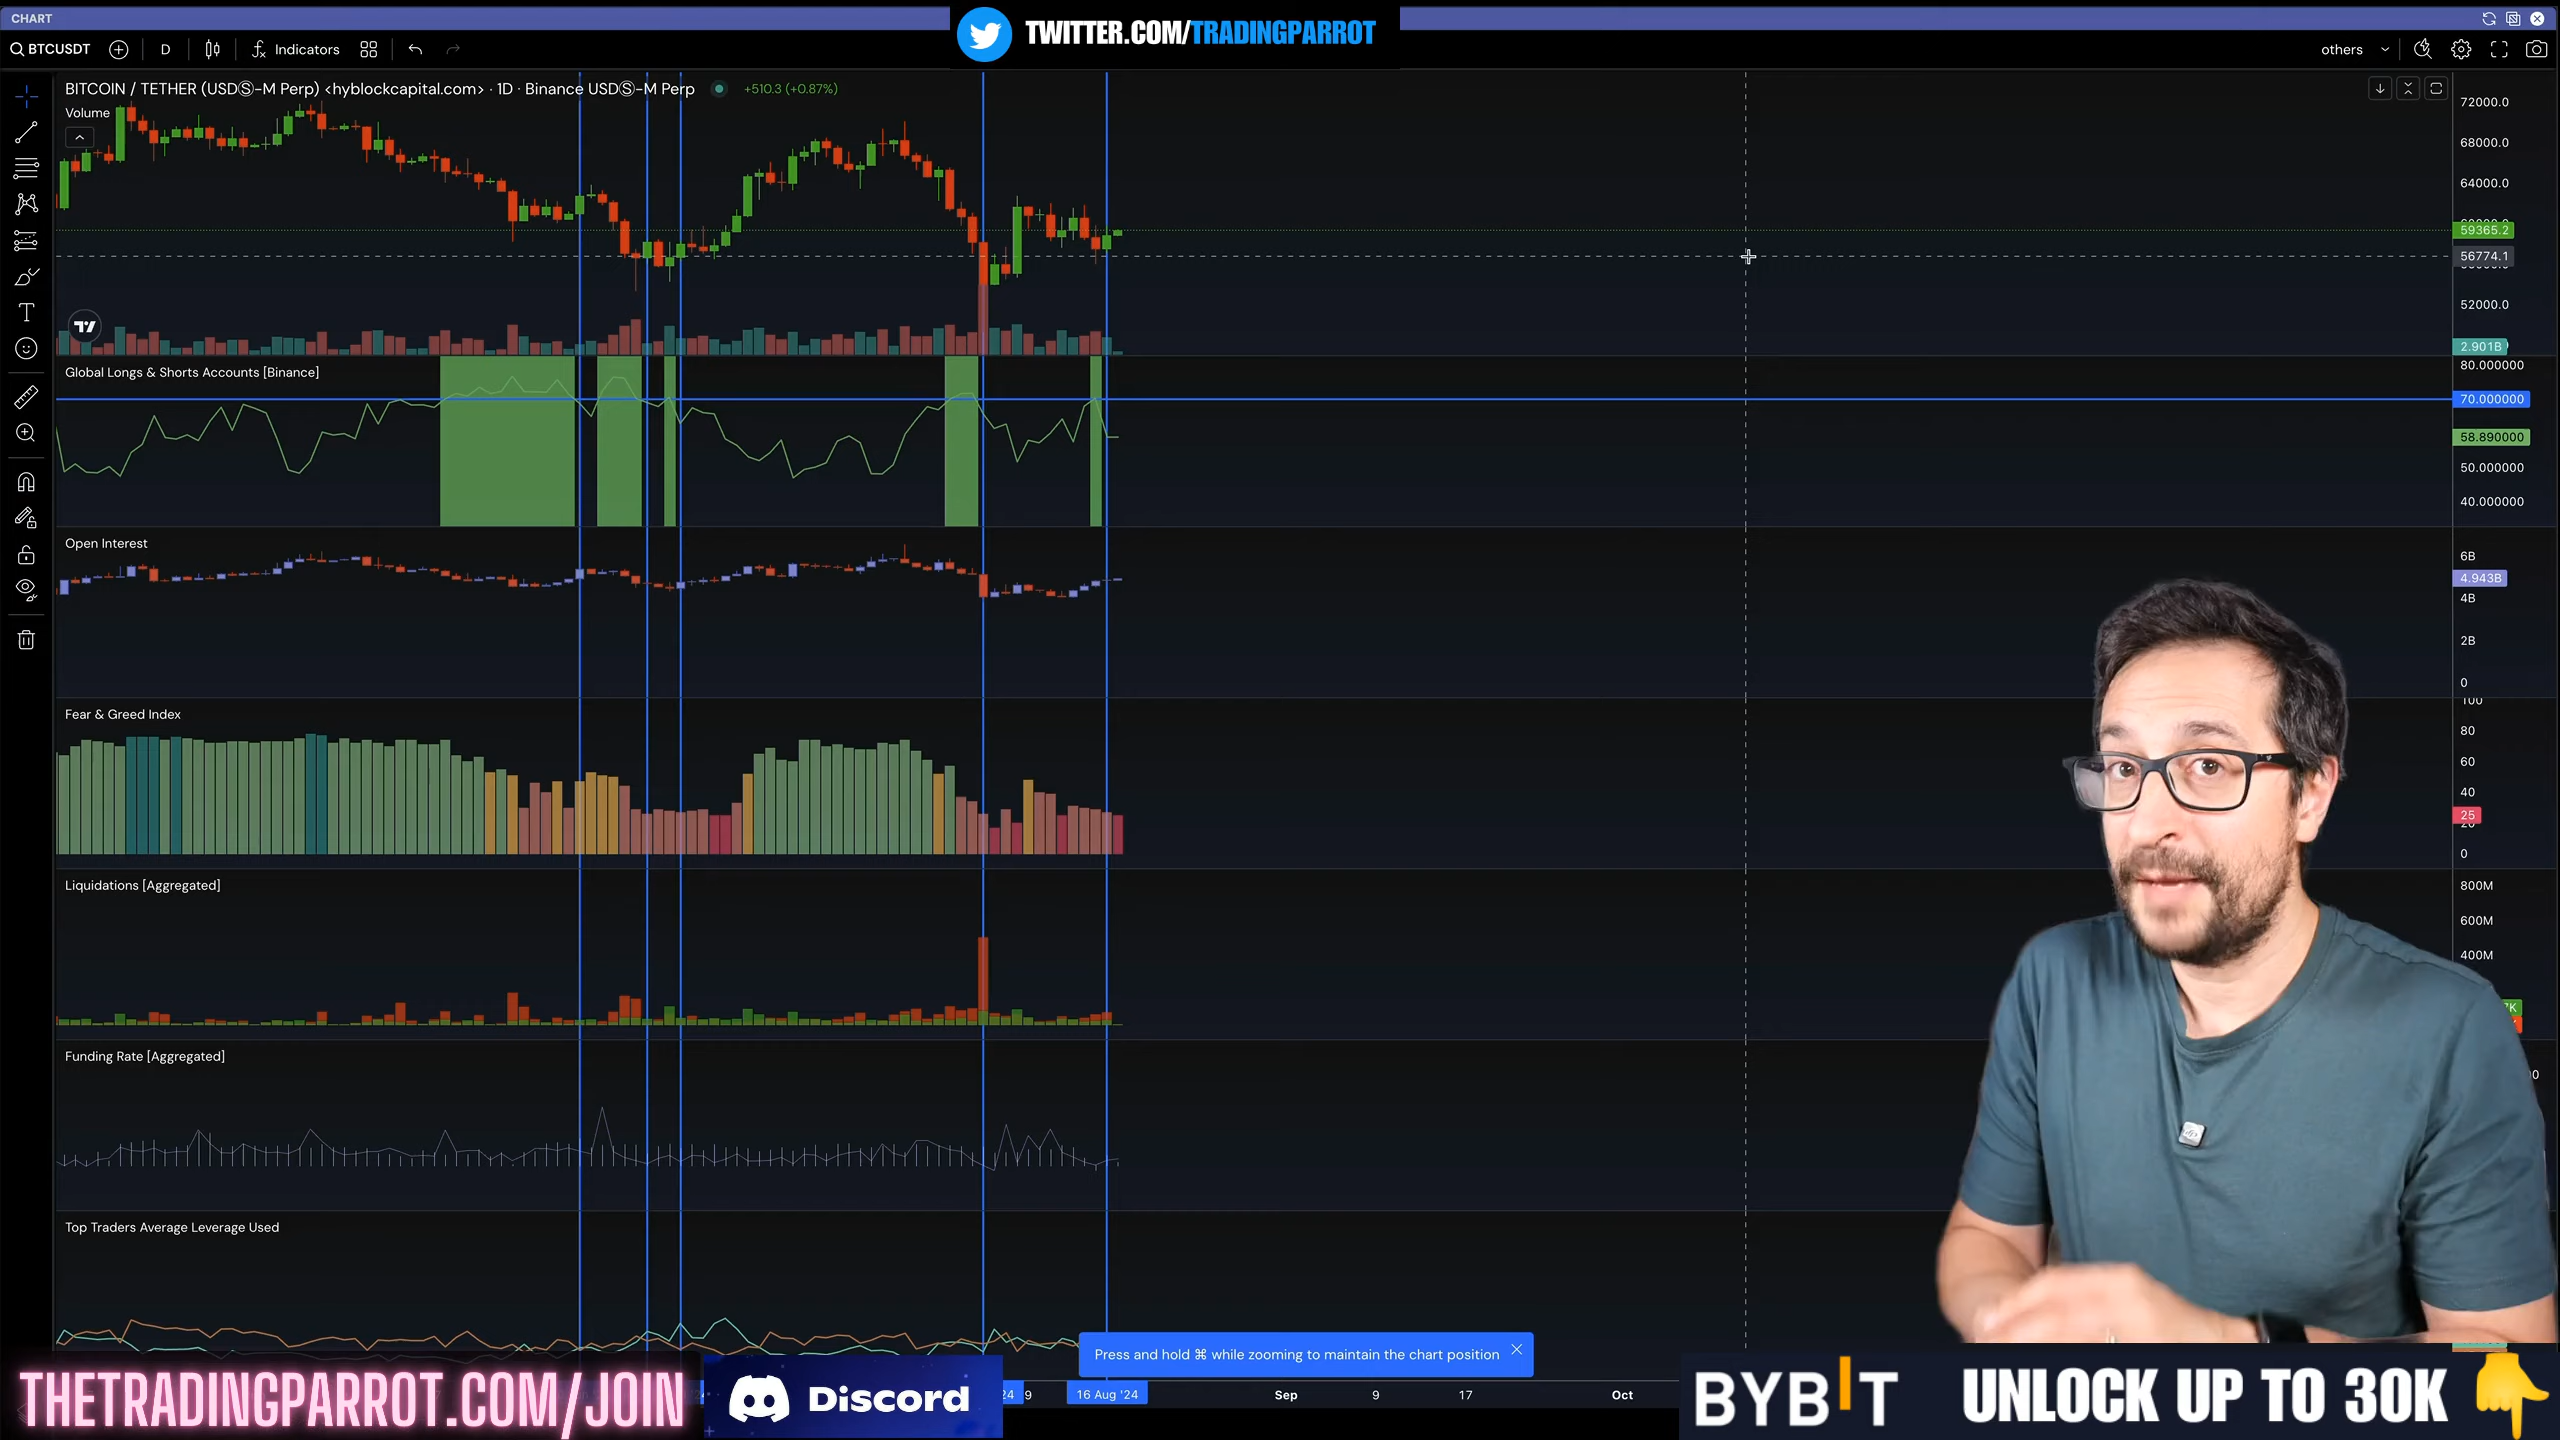 CHART
TWITTER.COM/TRADINGPARROT
BTCUSDT
D
Indicators
others
BITCOIN / TETHER (USDⓈ-M Perp) <hyblockcapital.com> · 1D · Binance USDⓈ-M Perp
+510.3 (+0.87%)
Volume
72000.0
68000.0
64000.0
59365.2
56774.1
52000.0
2.901B
Global Longs & Shorts Accounts [Binance]
80.000000
70.000000
58.890000
50.000000
40.000000
Open Interest
6B
4.943B
4B
2B
0
Fear & Greed Index
100
80
60
40
25
20
0
Liquidations [Aggregated]
800M
600M
400M
Funding Rate [Aggregated]
Top Traders Average Leverage Used
Press and hold ⌘ while zooming to maintain the chart position
24
9
16 Aug '24
Sep
9
17
Oct
THETRADINGPARROT.COM/JOIN
Discord
BYBIT
UNLOCK UP TO 30K